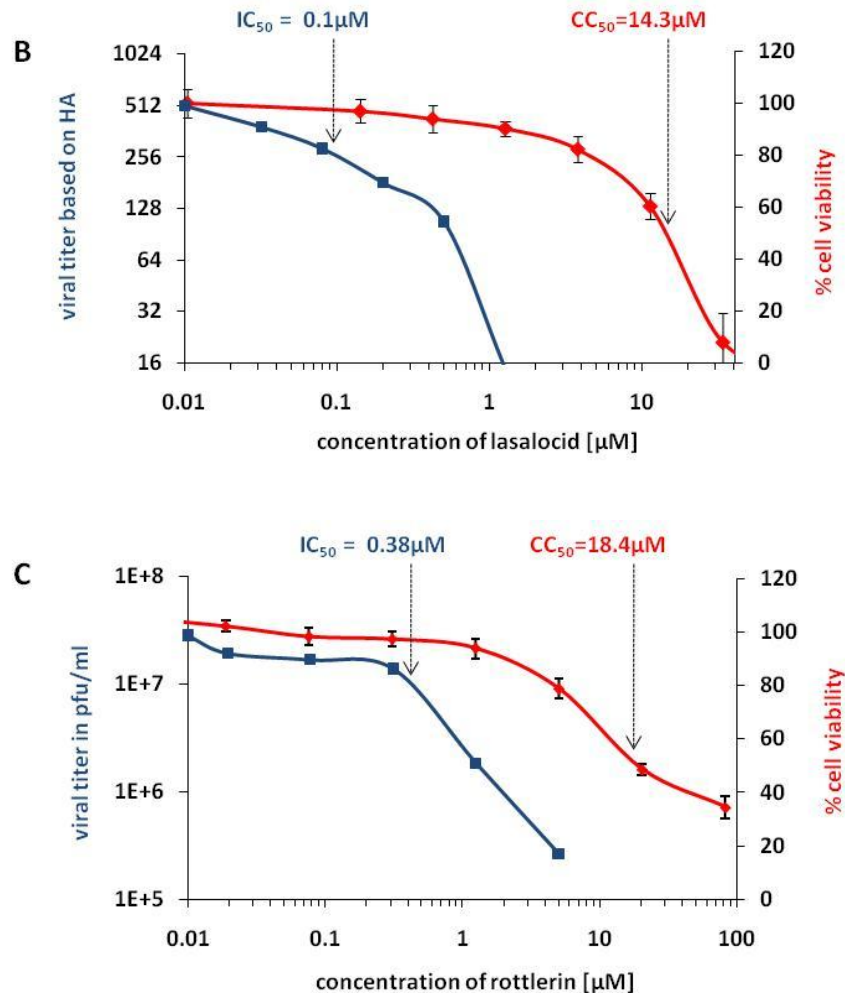 IC₅₀ = 0.1µM
CC₅₀=14.3µM
B
viral titer based on HA
1024
512
256
128
64
32
16
120
100
80
60
40
20
0
% cell viability
0.01
0.1
1
10
concentration of lasalocid [µM]
IC₅₀ = 0.38µM
CC₅₀=18.4µM
C
viral titer in pfu/ml
1E+8
1E+7
1E+6
1E+5
120
100
80
60
40
20
0
% cell viability
0.01
0.1
1
10
100
concentration of rottlerin [µM]